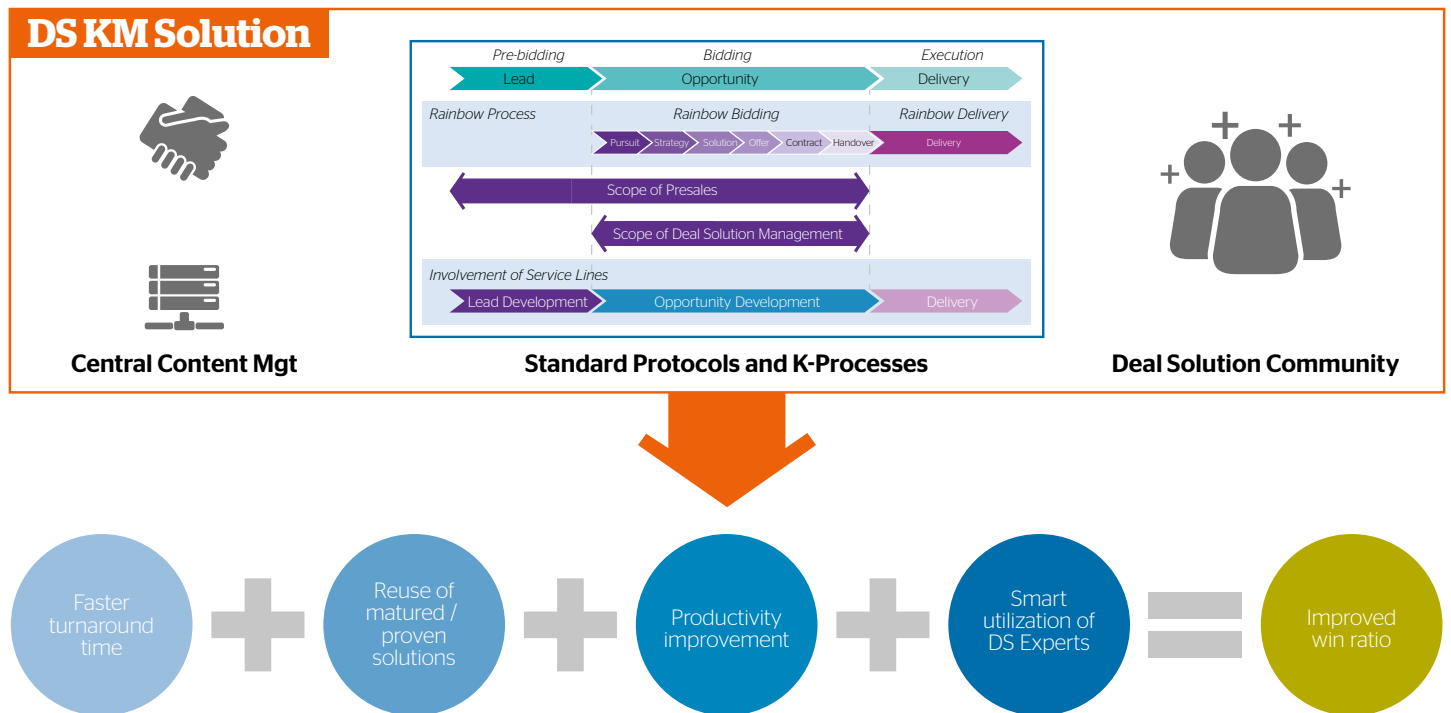 DS KM Solution
Pre-bidding
Bidding
Execution
Lead
Opportunity
Delivery
Rainbow Process
Rainbow Bidding
Rainbow Delivery
Pursuit
Strategy
Solution
Offer
Contract
Handover
Delivery
Scope of Presales
Scope of Deal Solution Management
Involvement of Service Lines
Lead Development
Opportunity Development
Delivery
Central Content Mgt
Standard Protocols and K-Processes
Deal Solution Community
Faster
turnaround
time
Reuse of
matured /
proven
solutions
Productivity
improvement
Smart
utilization of
DS Experts
Improved
win ratio